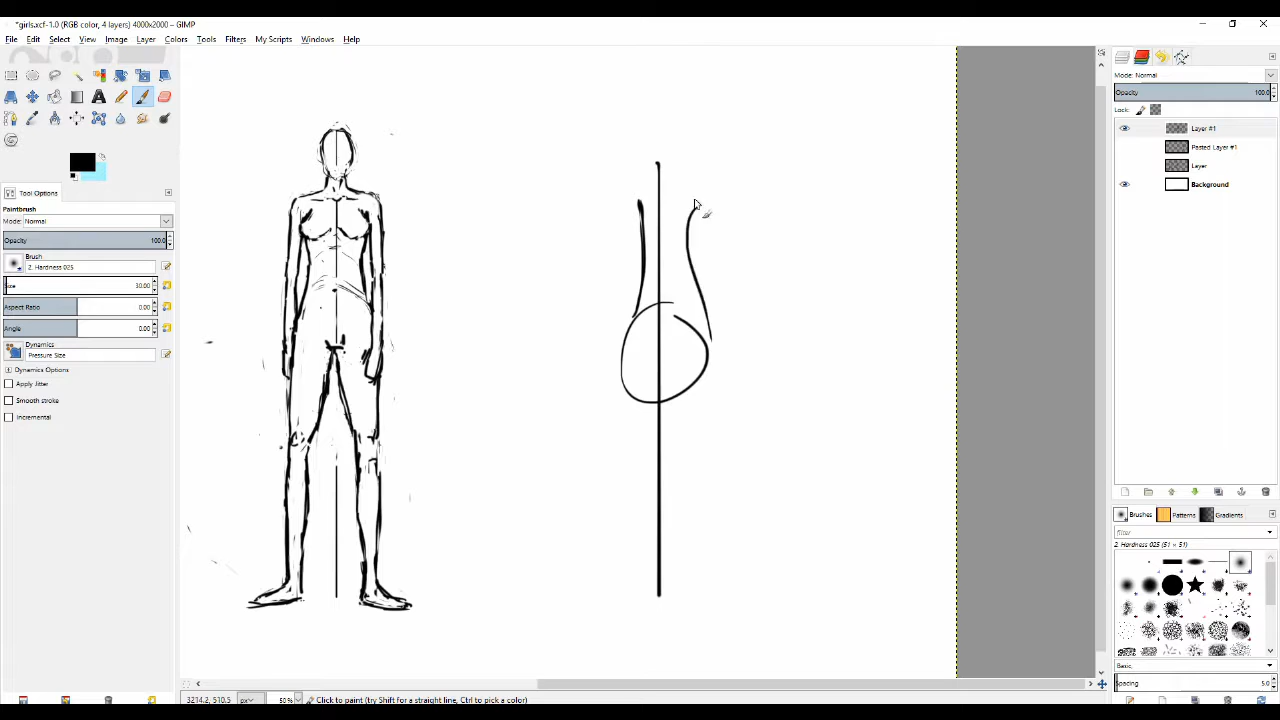 *girls.xcf-1.0 (RGB color, 4 layers) 4000x2000 – GIMP
File Edit Select View Image Layer Colors Tools Filters My Scripts Windows Help
Mode: Normal
Opacity 100.0
Lock:
Layer #1
Pasted Layer #1
Layer
Background
Tool Options
Paintbrush
Mode: Normal
Opacity 100.0
Brush
2. Hardness 025
Size 30.00
Aspect Ratio 0.00
Angle 0.00
Dynamics
Pressure Size
Dynamics Options
Apply Jitter
Smooth stroke
Incremental
Brushes Patterns Gradients
filter
2. Hardness 025 (51 × 51)
Basic,
Spacing 5.0
3214.2, 510.5 px 50% Click to paint (try Shift for a straight line, Ctrl to pick a color)